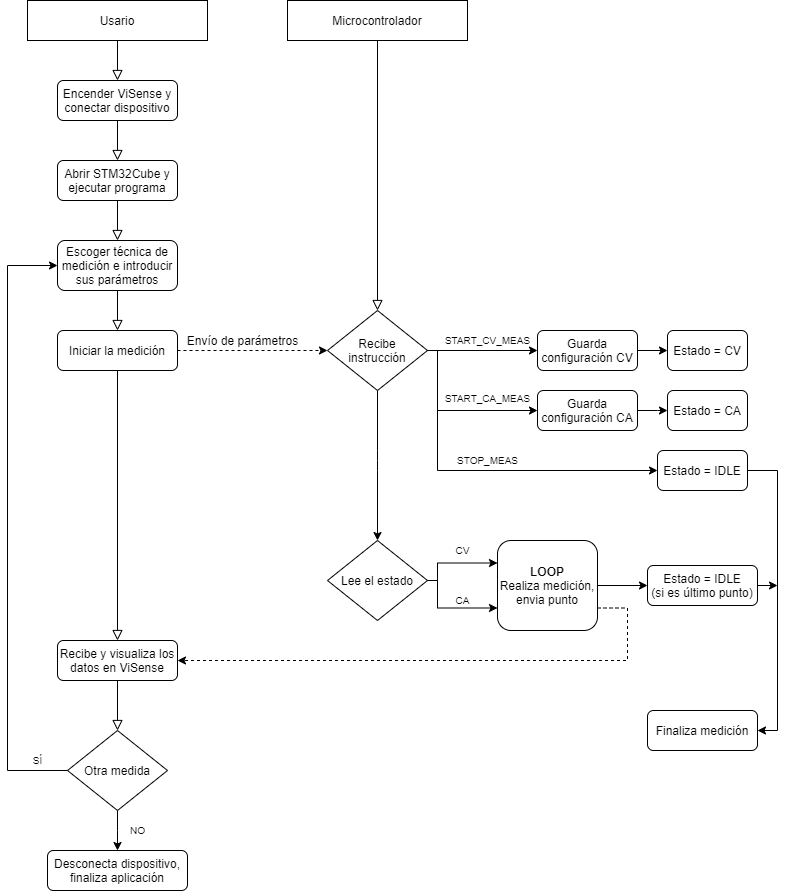 Usario
Microcontrolador
Encender ViSense y
conectar dispositivo
Abrir STM32Cube y
ejecutar programa
Escoger técnica de
medición e introducir
sus parámetros
Iniciar la medición
Envío de parámetros
Recibe
instrucción
START_CV_MEAS
Guarda
configuración CV
Estado = CV
START_CA_MEAS
Guarda
configuración CA
Estado = CA
STOP_MEAS
Estado = IDLE
Lee el estado
CV
CA
LOOP
Realiza medición,
envia punto
Estado = IDLE
(si es último punto)
Recibe y visualiza los
datos en ViSense
Finaliza medición
Otra medida
SÍ
NO
Desconecta dispositivo,
finaliza aplicación